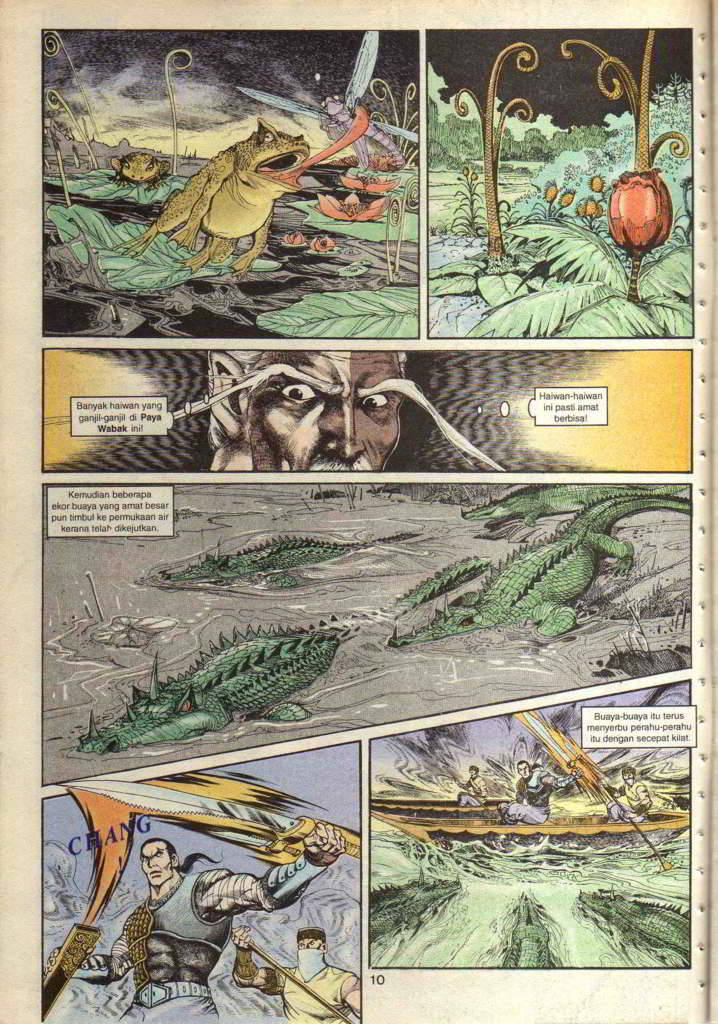 Banyak haiwan yang
ganjil-ganjil di Paya
Wabak ini!
Haiwan-haiwan
ini pasti amat
berbisa!
Kemudian beberapa
ekor buaya yang amat besar
pun timbul ke permukaan air
kerana telah dikejutkan.
Buaya-buaya itu terus
menyerbu perahu-perahu
itu dengan secepat kilat.
CHANG
!
10